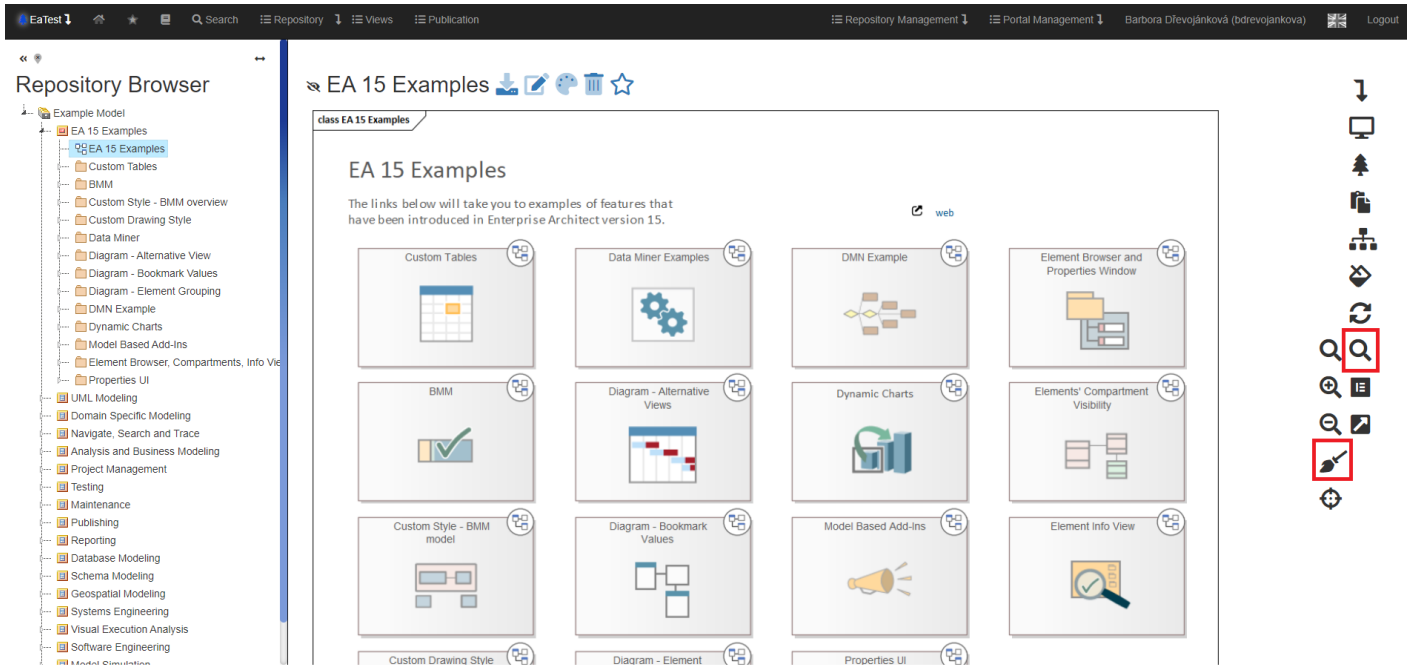 EaTest
Search
Repository
Views
Publication
Repository Management
Portal Management
Barbora Dřevojánková (bdrevojankova)
Logout
Repository Browser
Example Model
EA 15 Examples
EA 15 Examples
Custom Tables
BMM
Custom Style - BMM overview
Custom Drawing Style
Data Miner
Diagram - Alternative View
Diagram - Bookmark Values
Diagram - Element Grouping
DMN Example
Dynamic Charts
Model Based Add-Ins
Element Browser, Compartments, Info Vie
Properties UI
UML Modeling
Domain Specific Modeling
Navigate, Search and Trace
Analysis and Business Modeling
Project Management
Testing
Maintenance
Publishing
Reporting
Database Modeling
Schema Modeling
Geospatial Modeling
Systems Engineering
Visual Execution Analysis
Software Engineering
Model Simulation
EA 15 Examples
class EA 15 Examples
EA 15 Examples
The links below will take you to examples of features that
have been introduced in Enterprise Architect version 15.
web
Custom Tables
Data Miner Examples
DMN Example
Element Browser and
Properties Window
BMM
Diagram - Alternative
Views
Dynamic Charts
Elements' Compartment
Visibility
Custom Style - BMM
model
Diagram - Bookmark
Values
Model Based Add-Ins
Element Info View
Custom Drawing Style
Diagram - Element
Properties UI